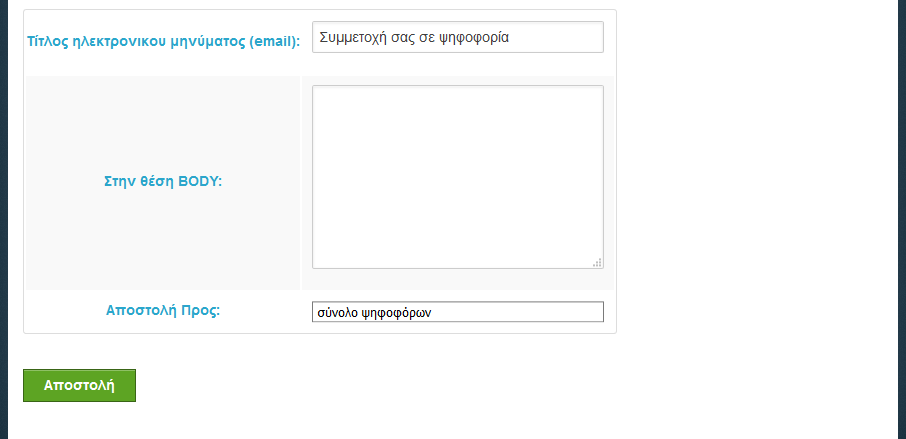 Τίτλος ηλεκτρονικου μηνύματος (email): Συμμετοχή σας σε ψηφοφορία
Στην θέση BODY:
Αποστολή Προς: σύνολο ψηφοφόρων
Αποστολή